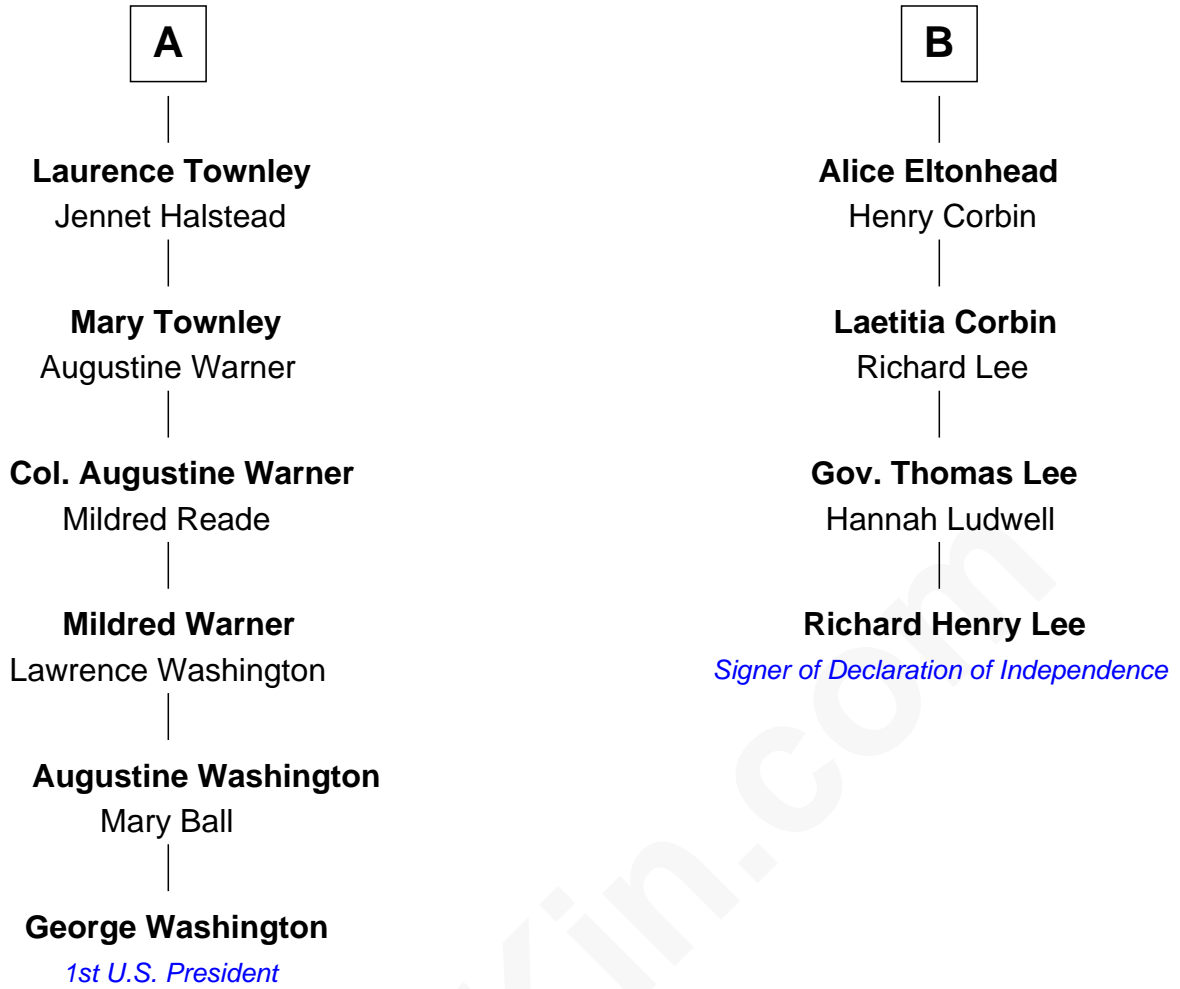 A
Laurence Townley
Jennet Halstead
Mary Townley
Augustine Warner
Col. Augustine Warner
Mildred Reade
Mildred Warner
Lawrence Washington
Augustine Washington
Mary Ball
George Washington
1st U.S. President
B
Alice Eltonhead
Henry Corbin
Laetitia Corbin
Richard Lee
Gov. Thomas Lee
Hannah Ludwell
Richard Henry Lee
Signer of Declaration of Independence
Kin.com